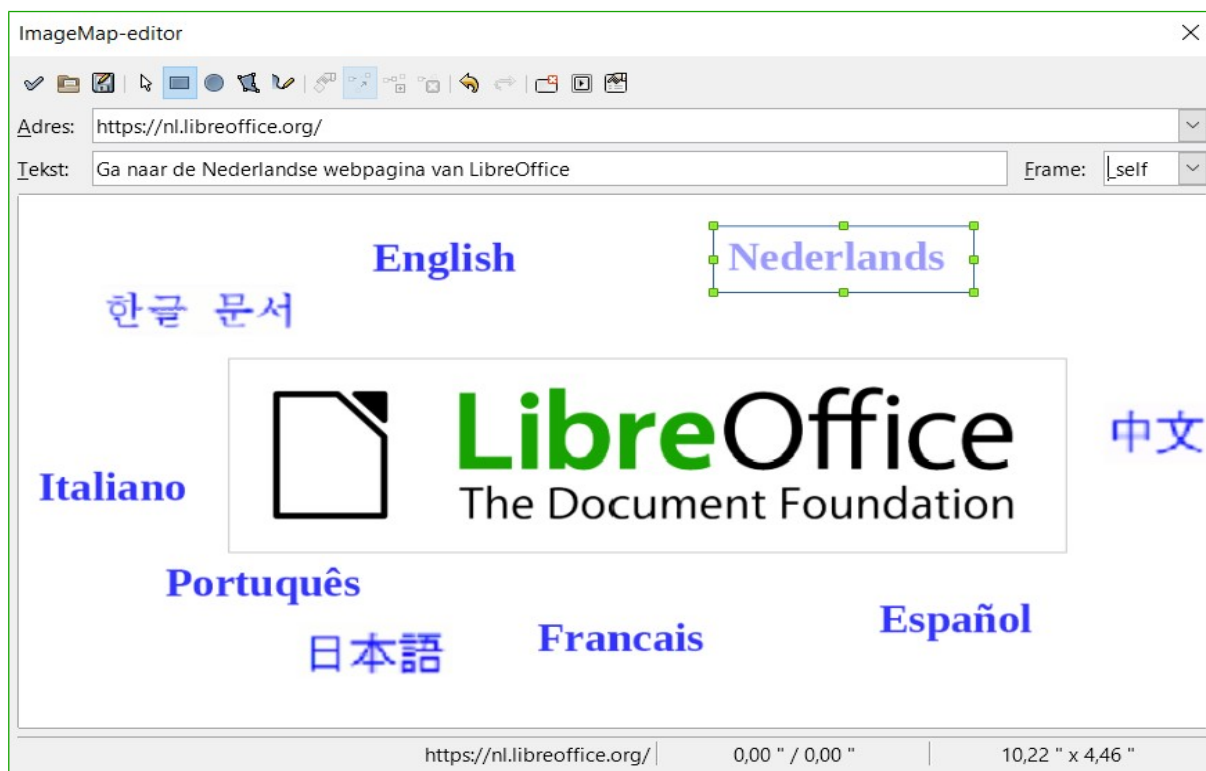 ImageMap-editor
Adres: https://nl.libreoffice.org/
Tekst: Ga naar de Nederlandse webpagina van LibreOffice Frame: _self
English Nederlands
한글 문서
LibreOffice
The Document Foundation
中文
Italiano
Portuquês
日本語
Francais
Español
https://nl.libreoffice.org/ 0,00 " / 0,00 " 10,22 " x 4,46 "